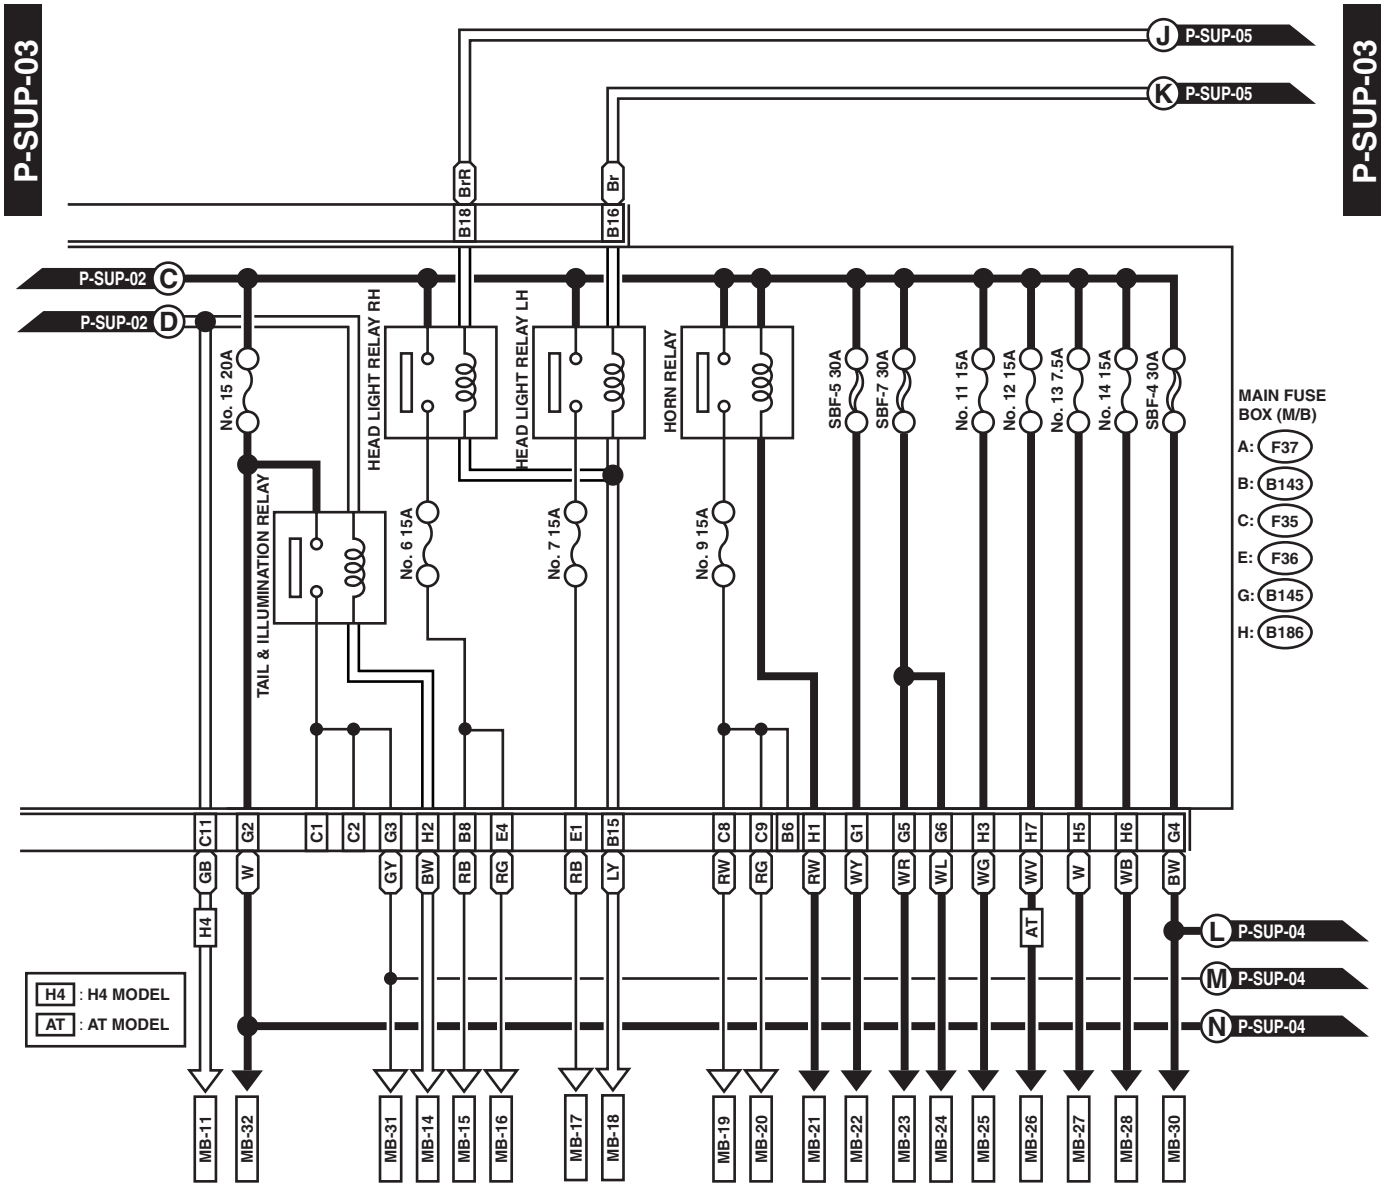 P-SUP-03
P-SUP-03
J P-SUP-05
K P-SUP-05
BrR
Br
B18
B16
P-SUP-02 C
P-SUP-02 D
No. 15 20A
HEAD LIGHT RELAY RH
HEAD LIGHT RELAY LH
HORN RELAY
SBF-5 30A
SBF-7 30A
No. 11 15A
No. 12 15A
No. 13 7.5A
No. 14 15A
SBF-4 30A
MAIN FUSE
BOX (M/B)
A: F37
B: B143
C: F35
E: F36
G: B145
H: B186
TAIL & ILLUMINATION RELAY
No. 6 15A
No. 7 15A
No. 9 15A
C11 G2 C1 C2 G3 H2 B8 E4 E1 B15 C8 C9 B6 H1 G1 G5 G6 H3 H7 H5 H6 G4
GB W GY BW RB RG RB LY RW RG RW WY WR WL WG WV W WB BW
H4
AT
L P-SUP-04
M P-SUP-04
N P-SUP-04
H4 : H4 MODEL
AT : AT MODEL
MB-11 MB-32 MB-31 MB-14 MB-15 MB-16 MB-17 MB-18 MB-19 MB-20 MB-21 MB-22 MB-23 MB-24 MB-25 MB-26 MB-27 MB-28 MB-30